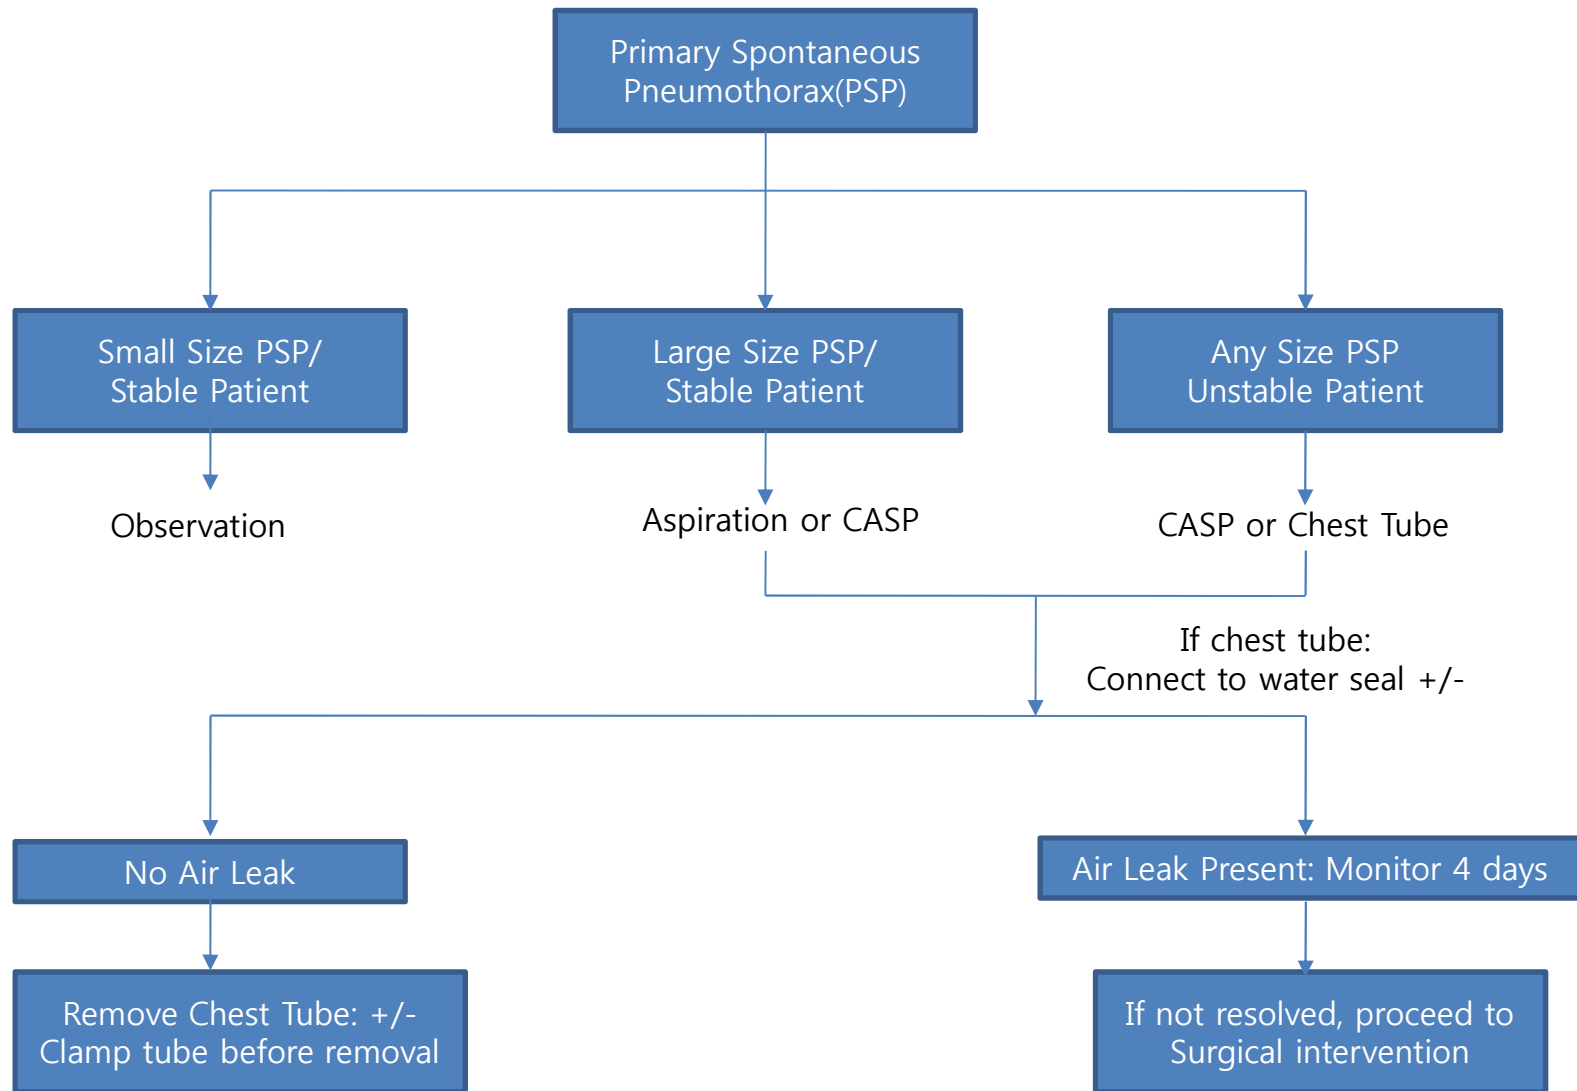 Primary Spontaneous
Pneumothorax(PSP)
Small Size PSP/
Stable Patient
Large Size PSP/
Stable Patient
Any Size PSP
Unstable Patient
Observation
Aspiration or CASP
CASP or Chest Tube
If chest tube:
Connect to water seal +/-
No Air Leak
Air Leak Present: Monitor 4 days
Remove Chest Tube: +/-
Clamp tube before removal
If not resolved, proceed to
Surgical intervention